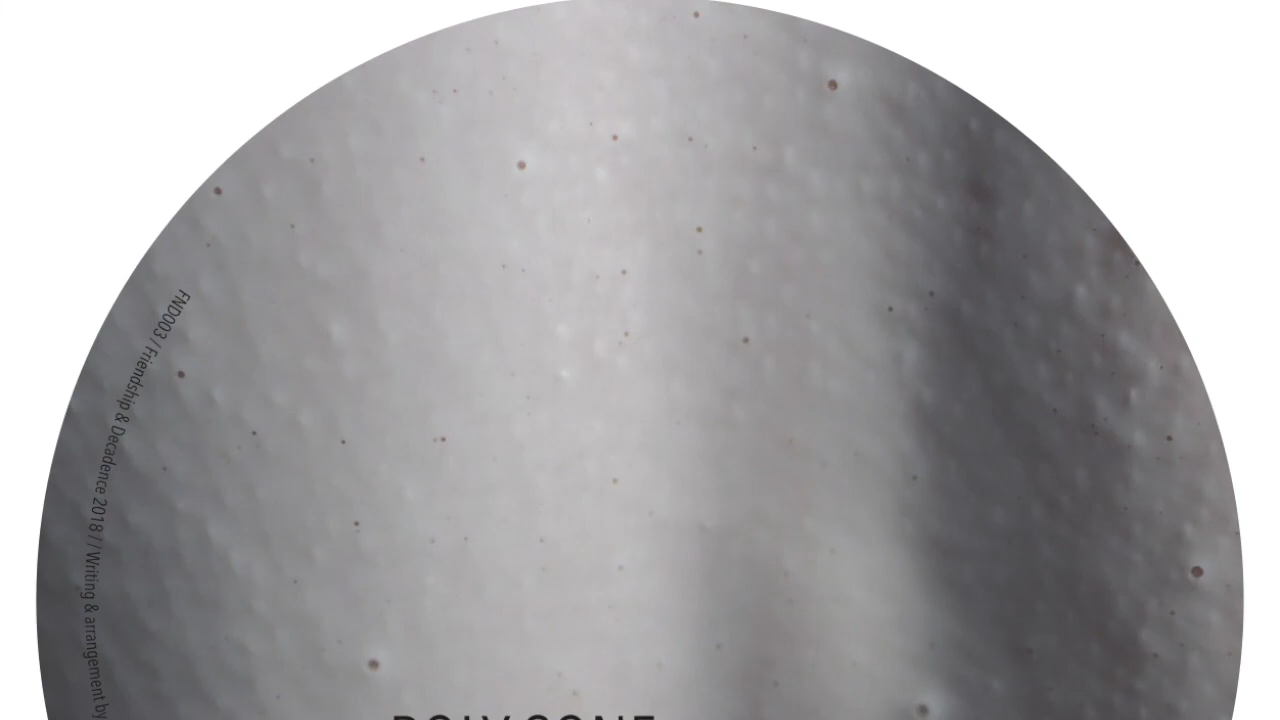 FND003 / Friendship & Decadence 2018 // Writing & arrangement by